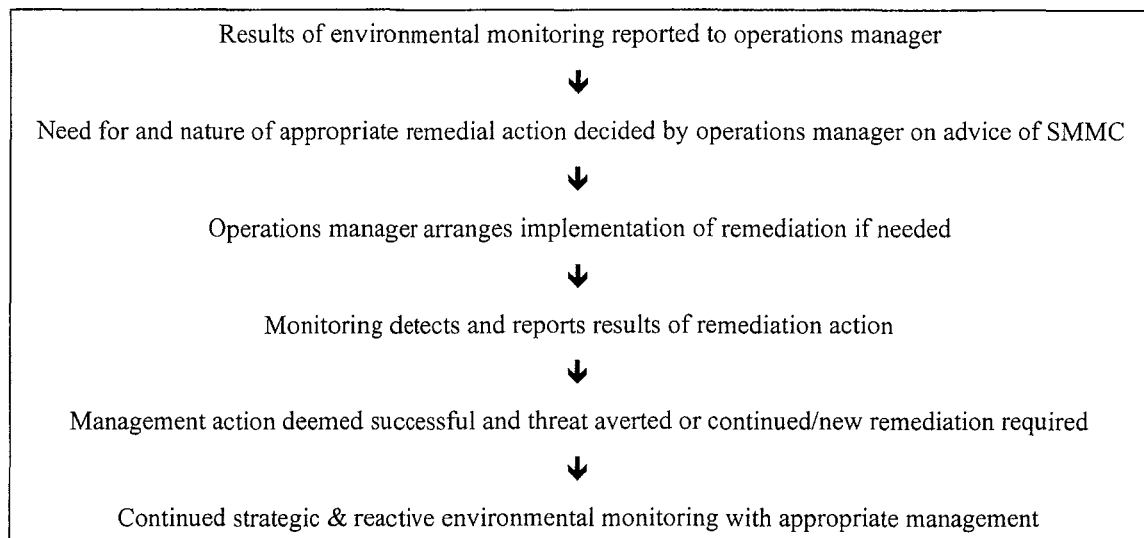 Results of environmental monitoring reported to operations manager
Need for and nature of appropriate remedial action decided by operations manager on advice of SMMC
Operations manager arranges implementation of remediation if needed
Monitoring detects and reports results of remediation action
Management action deemed successful and threat averted or continued/new remediation required
Continued strategic & reactive environmental monitoring with appropriate management